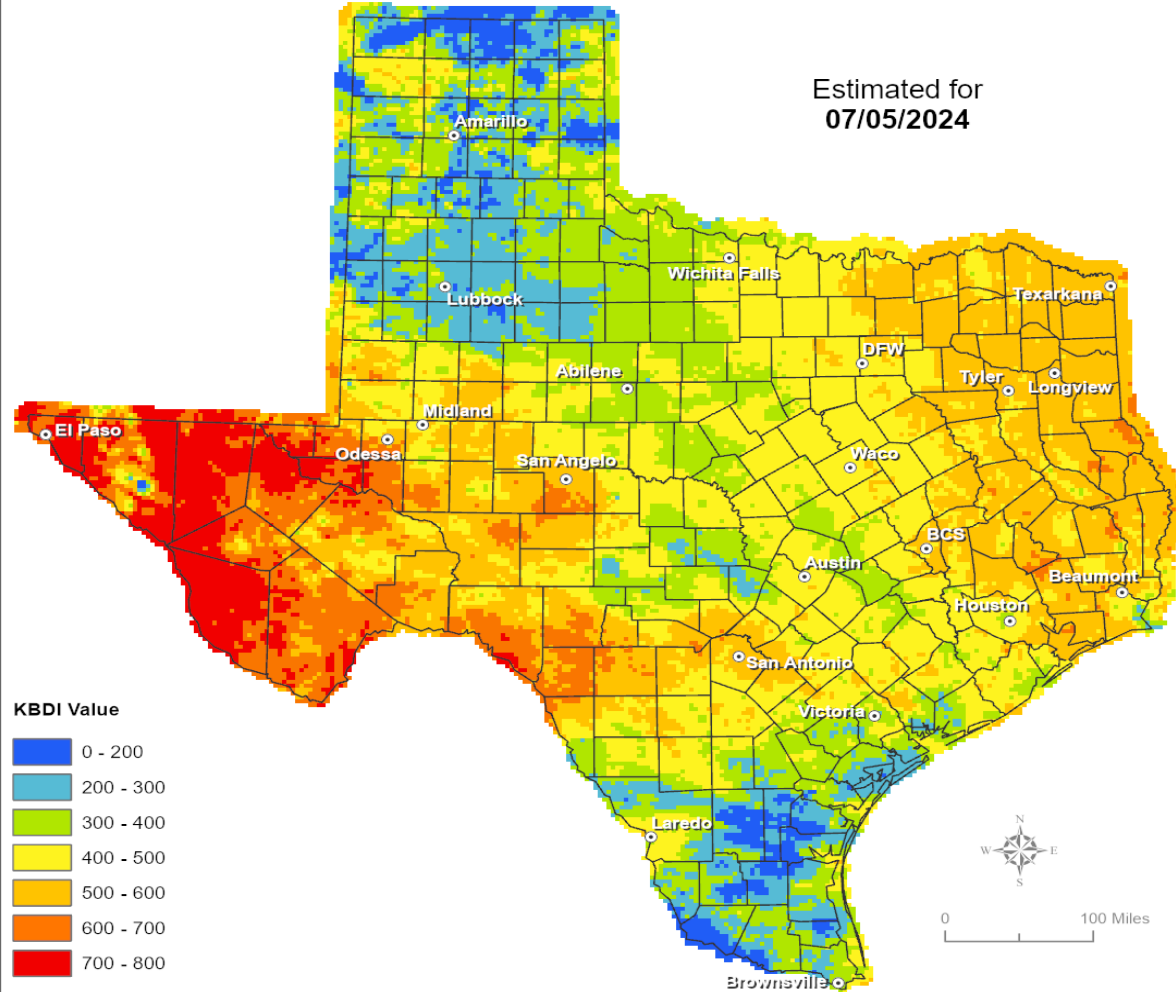 Estimated for
07/05/2024
Amarillo
Wichita Falls
Lubbock
Texarkana
DFW
Abilene
Tyler
Longview
Midland
El Paso
Odessa
San Angelo
Waco
BCS
Austin
Beaumont
Houston
San Antonio
Victoria
Laredo
Brownsville
KBDI Value
0 - 200
200 - 300
300 - 400
400 - 500
500 - 600
600 - 700
700 - 800
N
W E
S
0 100 Miles